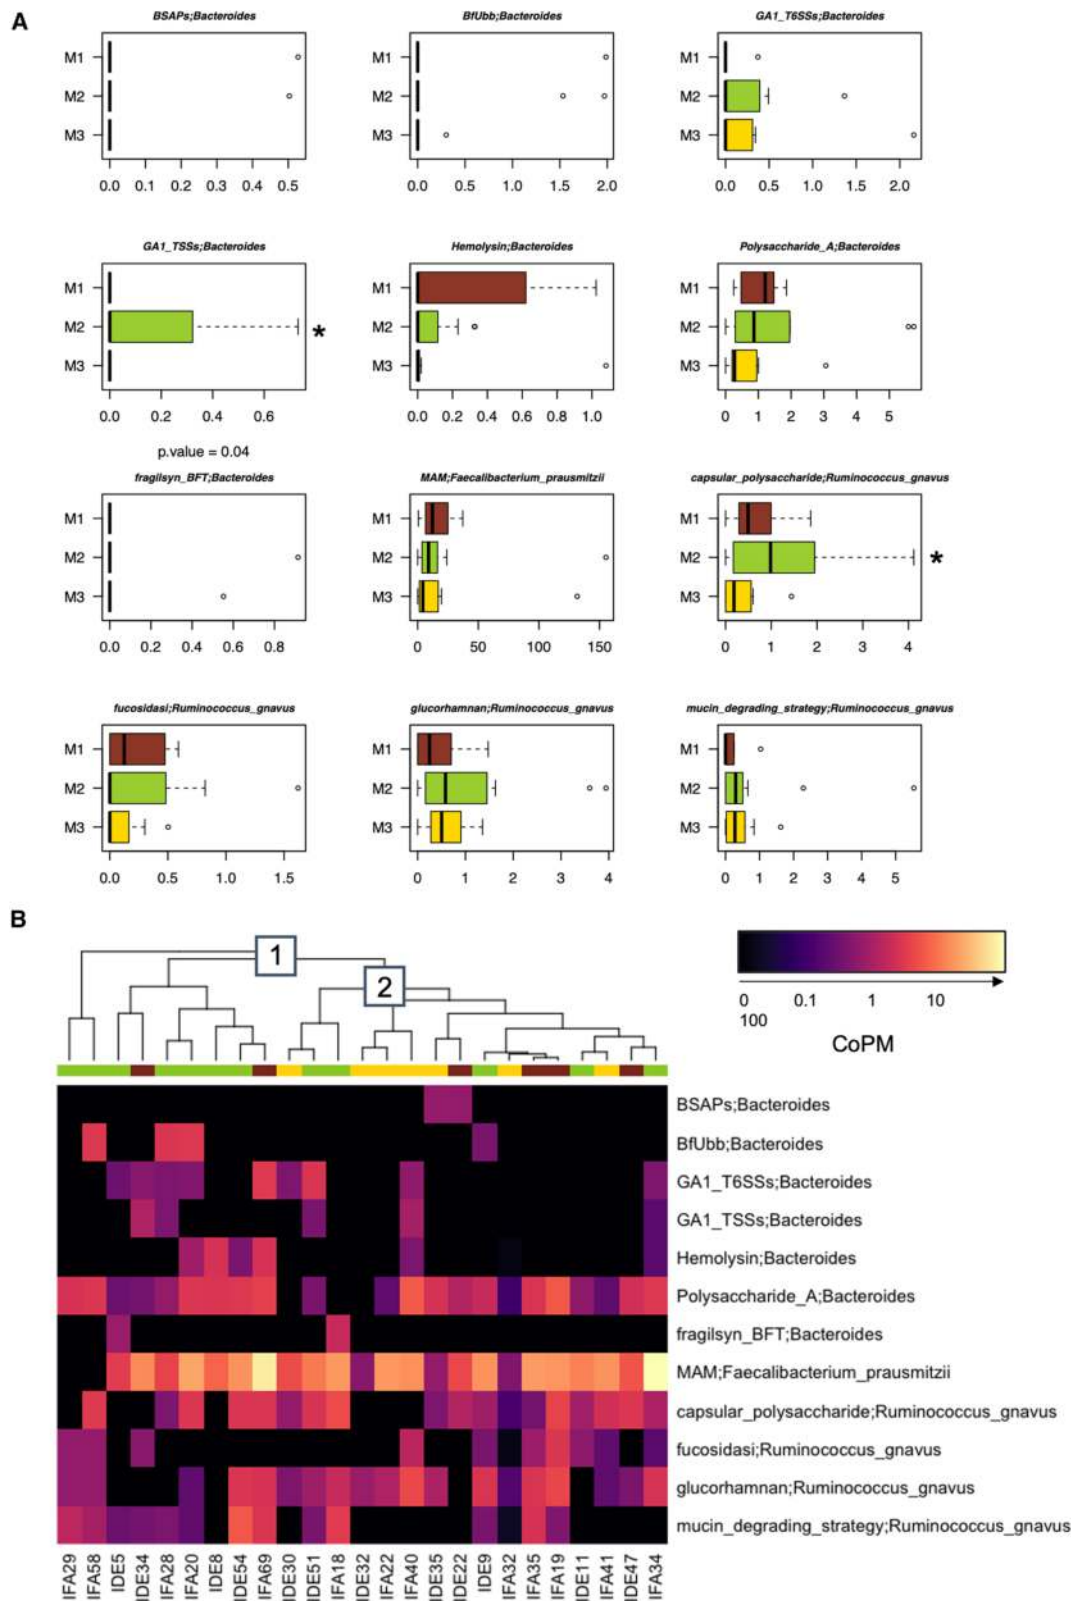 A
BSAPs;Bacteroides
BfUbb;Bacteroides
GA1_T6SSs;Bacteroides
M1
M2
M3
0.0 0.1 0.2 0.3 0.4 0.5
M1
M2
M3
0.0 0.5 1.0 1.5 2.0
M1
M2
M3
0.0 0.5 1.0 1.5 2.0
GA1_TSSs;Bacteroides
Hemolysin;Bacteroides
Polysaccharide_A;Bacteroides
M1
M2 *
M3
0.0 0.2 0.4 0.6
p.value = 0.04
M1
M2
M3
0.0 0.2 0.4 0.6 0.8 1.0
M1
M2
M3
0 1 2 3 4 5
fragilsyn_BFT;Bacteroides
MAM;Faecalibacterium_prausmitzii
capsular_polysaccharide;Ruminococcus_gnavus
M1
M2
M3
0.0 0.2 0.4 0.6 0.8
M1
M2
M3
0 50 100 150
M1
M2 *
M3
0 1 2 3 4
fucosidasi;Ruminococcus_gnavus
glucorhamnan;Ruminococcus_gnavus
mucin_degrading_strategy;Ruminococcus_gnavus
M1
M2
M3
0.0 0.5 1.0 1.5
M1
M2
M3
0 1 2 3 4
M1
M2
M3
0 1 2 3 4 5
B
1
2
0 0.1 1 10
100
CoPM
BSAPs;Bacteroides
BfUbb;Bacteroides
GA1_T6SSs;Bacteroides
GA1_TSSs;Bacteroides
Hemolysin;Bacteroides
Polysaccharide_A;Bacteroides
fragilsyn_BFT;Bacteroides
MAM;Faecalibacterium_prausmitzii
capsular_polysaccharide;Ruminococcus_gnavus
fucosidasi;Ruminococcus_gnavus
glucorhamnan;Ruminococcus_gnavus
mucin_degrading_strategy;Ruminococcus_gnavus
IFA29
IFA58
IDE5
IDE34
IFA28
IFA20
IDE8
IDE54
IFA69
IDE30
IDE51
IFA18
IDE32
IFA22
IFA40
IDE35
IDE22
IDE9
IFA32
IFA35
IFA19
IDE11
IFA41
IDE47
IFA34